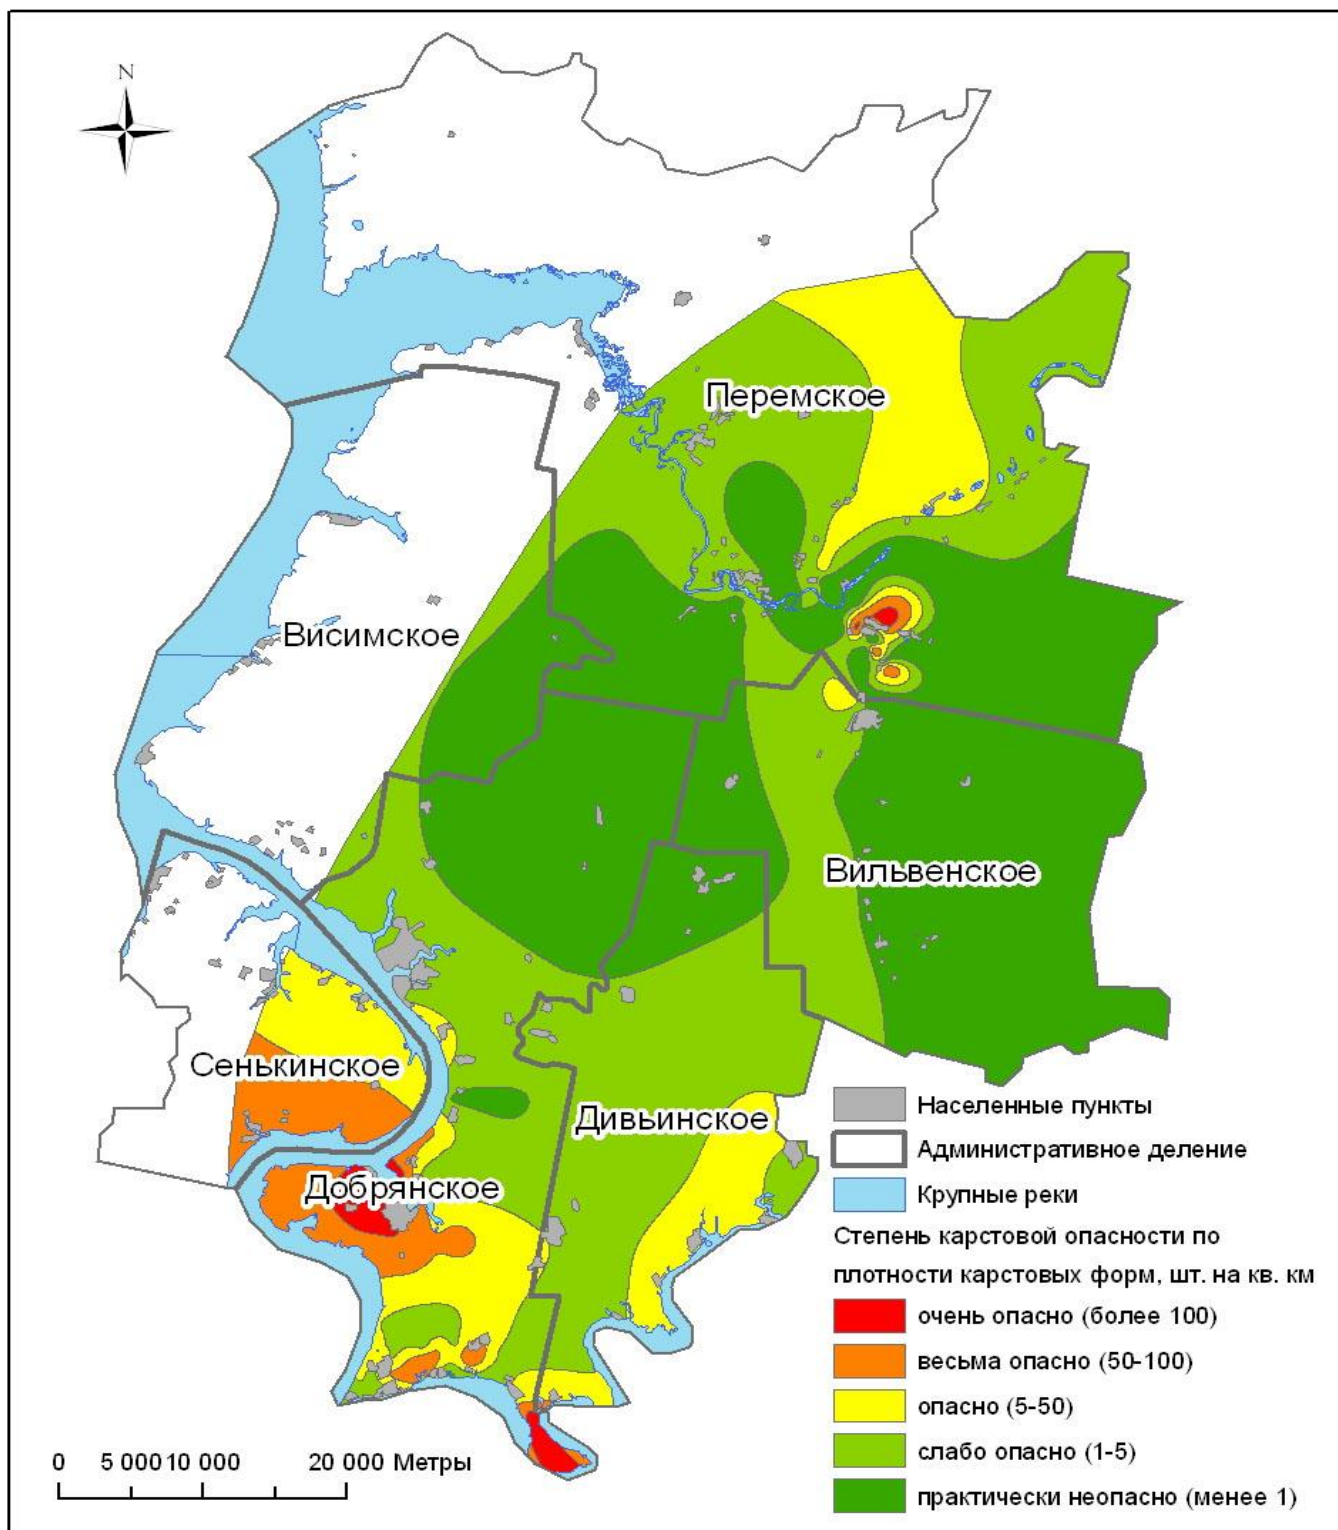 N
Перемское
Висимское
Вильвенское
Сенькинское
Дивьинское
Добрянское
Населенные пункты
Административное деление
Крупные реки
Степень карстовой опасности по
плотности карстовых форм, шт. на кв. км
очень опасно (более 100)
весьма опасно (50-100)
опасно (5-50)
слабо опасно (1-5)
практически неопасно (менее 1)
0 5 000 10 000 20 000 Метры